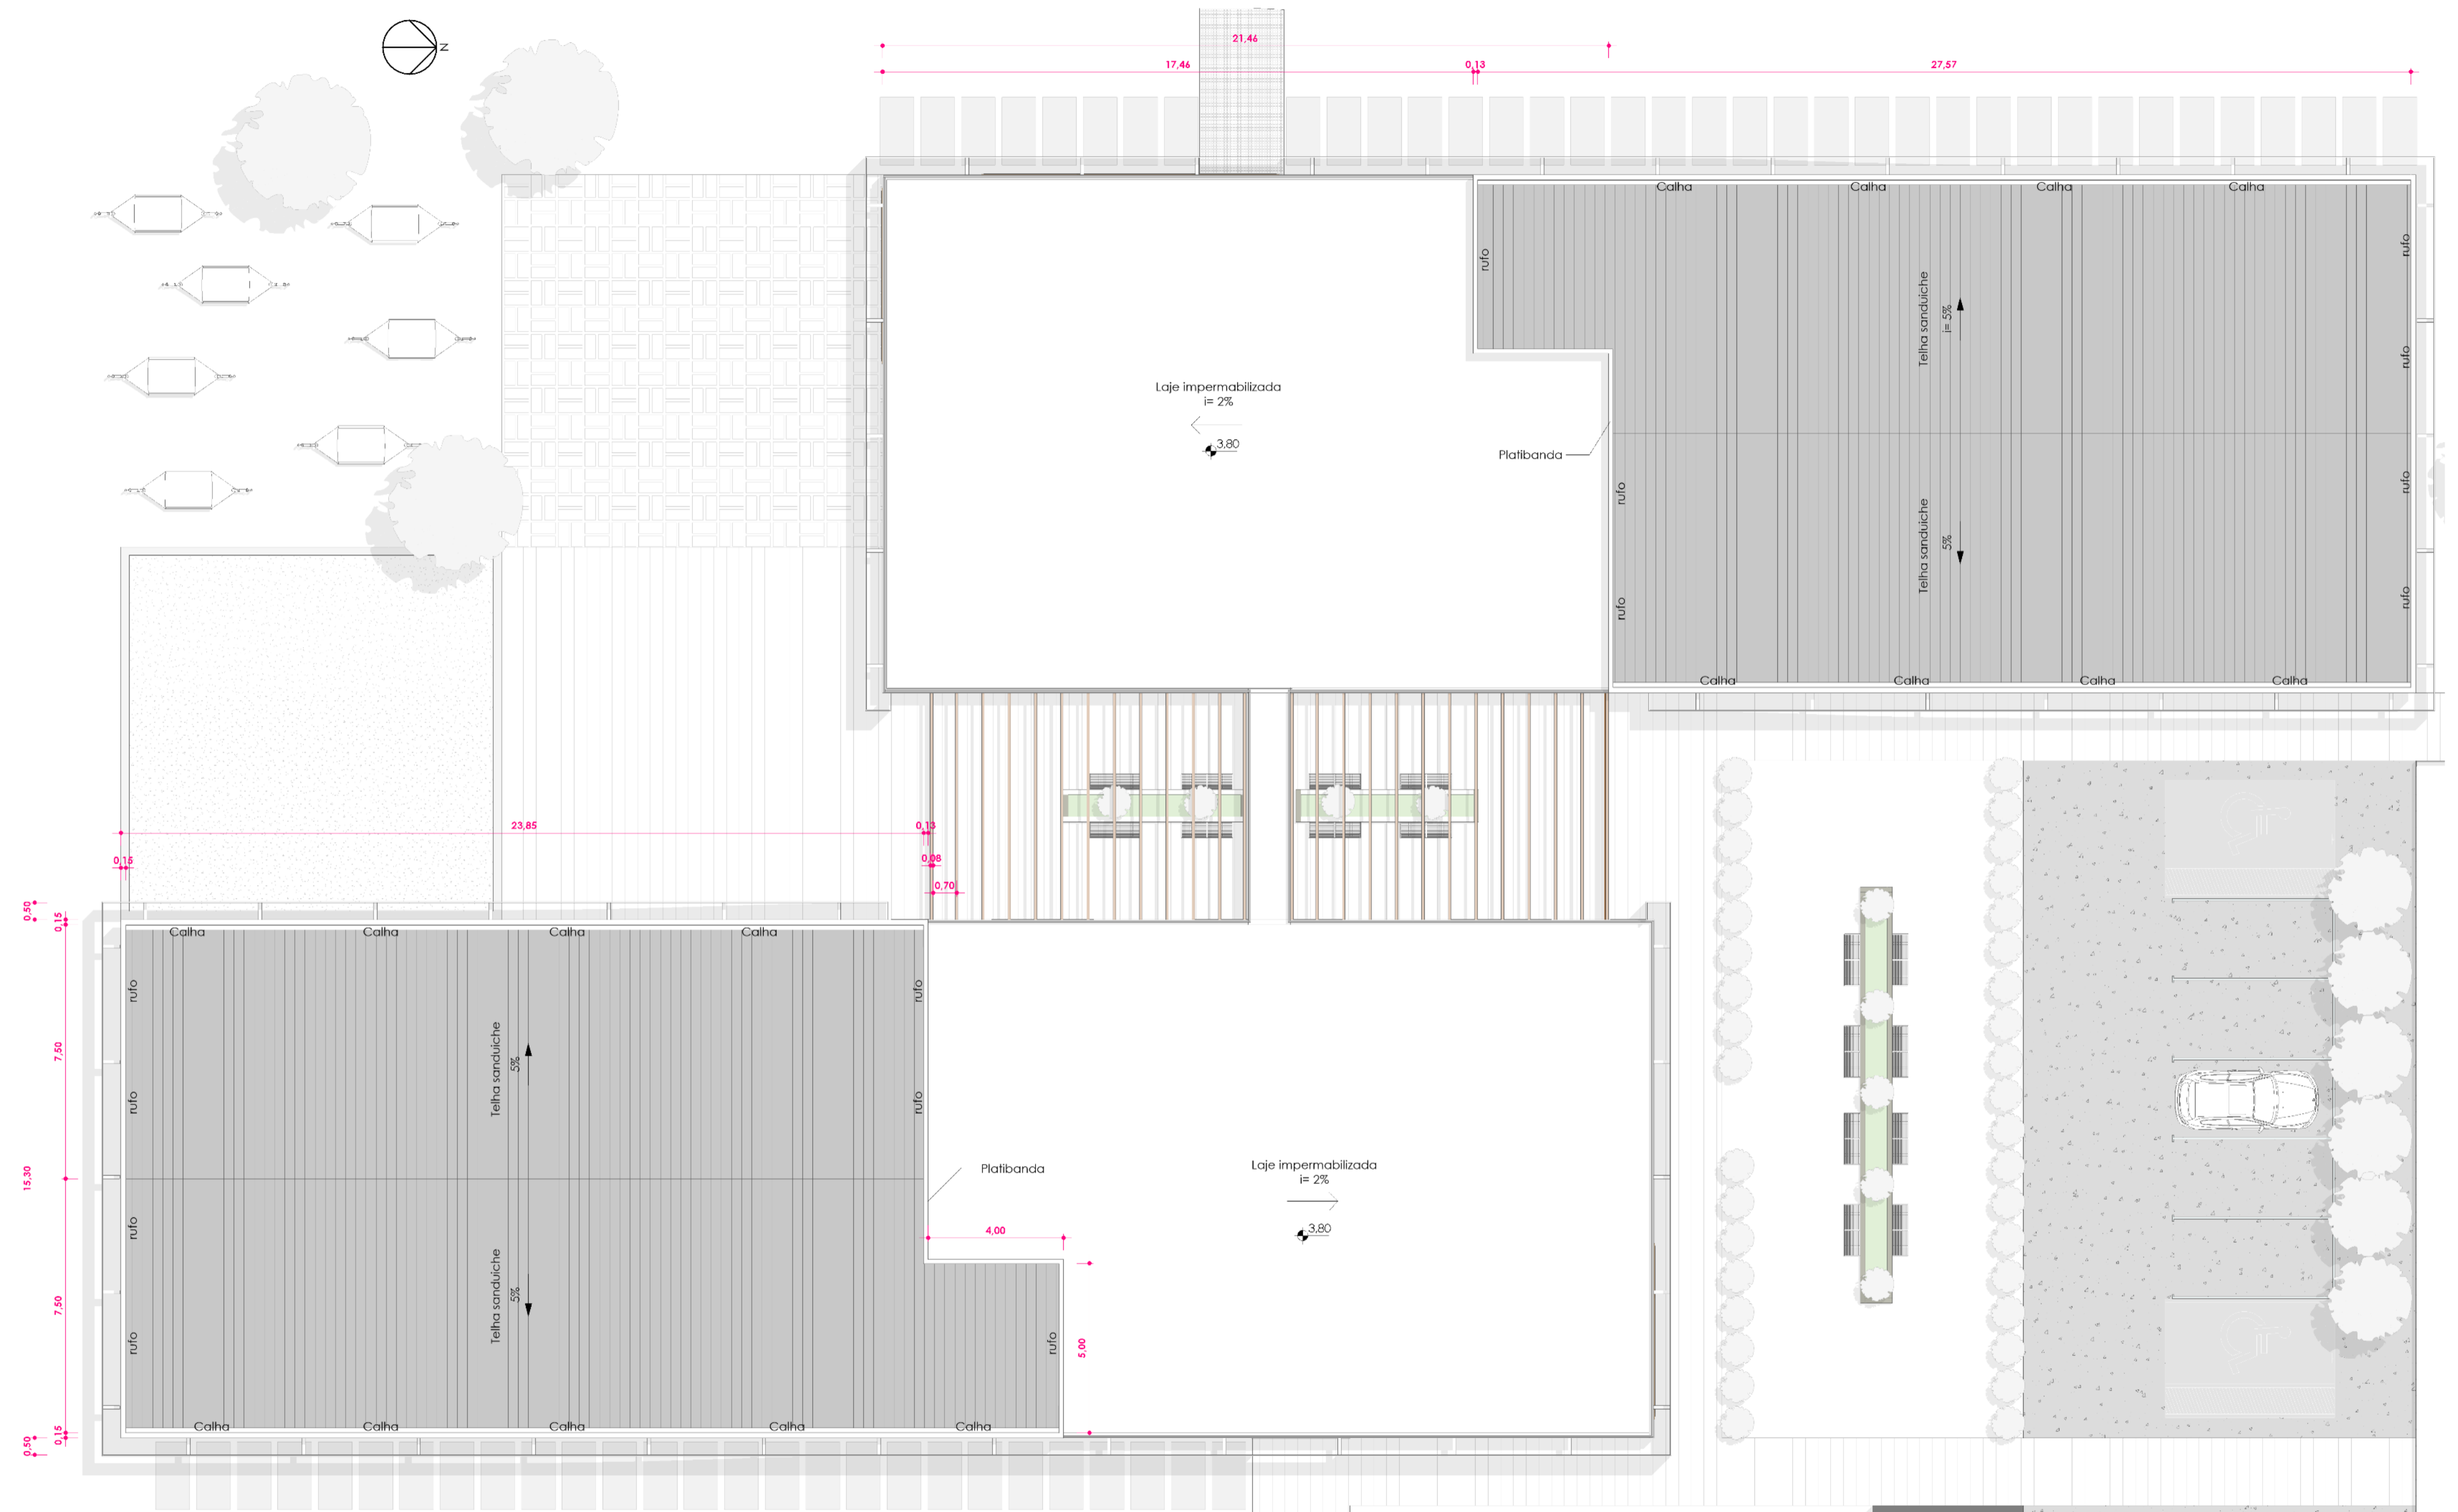 N
21,46
17,46
0,13
27,57
Calha
Calha
Calha
Calha
rufo
rufo
Telha sanduiche
i= 5%
rufo
Laje impermabilizada
i= 2%
3,80
Platibanda
rufo
rufo
Telha sanduiche
5%
rufo
rufo
Calha
Calha
Calha
Calha
23,85
0,13
0,15
0,08
0,70
0,50
0,15
Calha
Calha
Calha
Calha
rufo
rufo
Telha sanduiche
5%
7,50
rufo
rufo
Platibanda
Laje impermabilizada
i= 2%
3,80
15,30
rufo
4,00
Telha sanduiche
5%
7,50
rufo
rufo
5,00
Calha
Calha
Calha
Calha
Calha
0,15
0,50